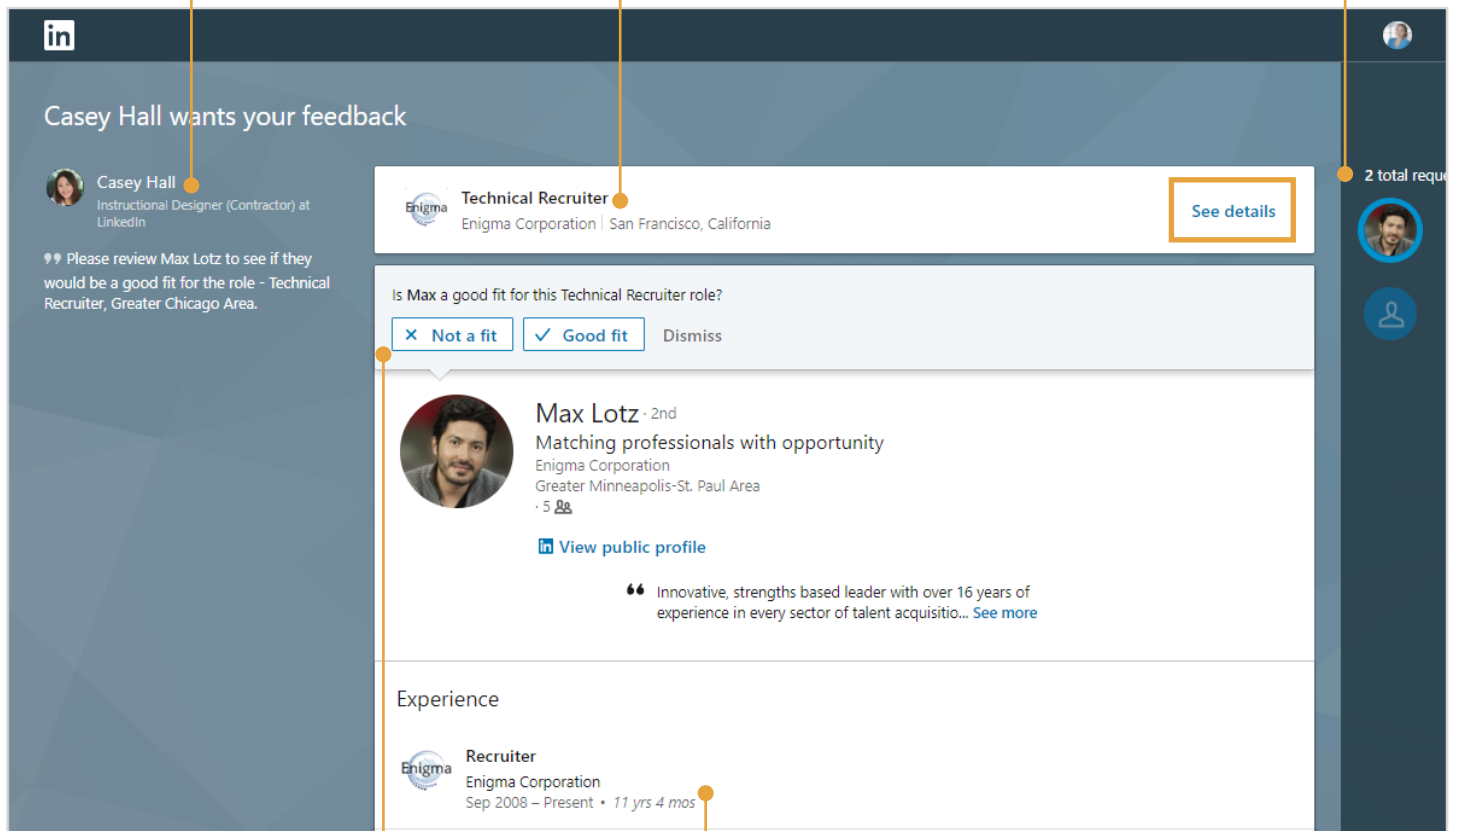 in
Casey Hall wants your feedback
Casey Hall
Instructional Designer (Contractor) at
LinkedIn
Please review Max Lotz to see if they
would be a good fit for the role - Technical
Recruiter, Greater Chicago Area.
Enigma
Technical Recruiter
Enigma Corporation | San Francisco, California
See details
2 total reque
Is Max a good fit for this Technical Recruiter role?
✕ Not a fit ✓ Good fit Dismiss
Max Lotz · 2nd
Matching professionals with opportunity
Enigma Corporation
Greater Minneapolis-St. Paul Area
· 5
in View public profile
“ Innovative, strengths based leader with over 16 years of
experience in every sector of talent acquisitio... See more
Experience
Enigma
Recruiter
Enigma Corporation
Sep 2008 – Present • 11 yrs 4 mos